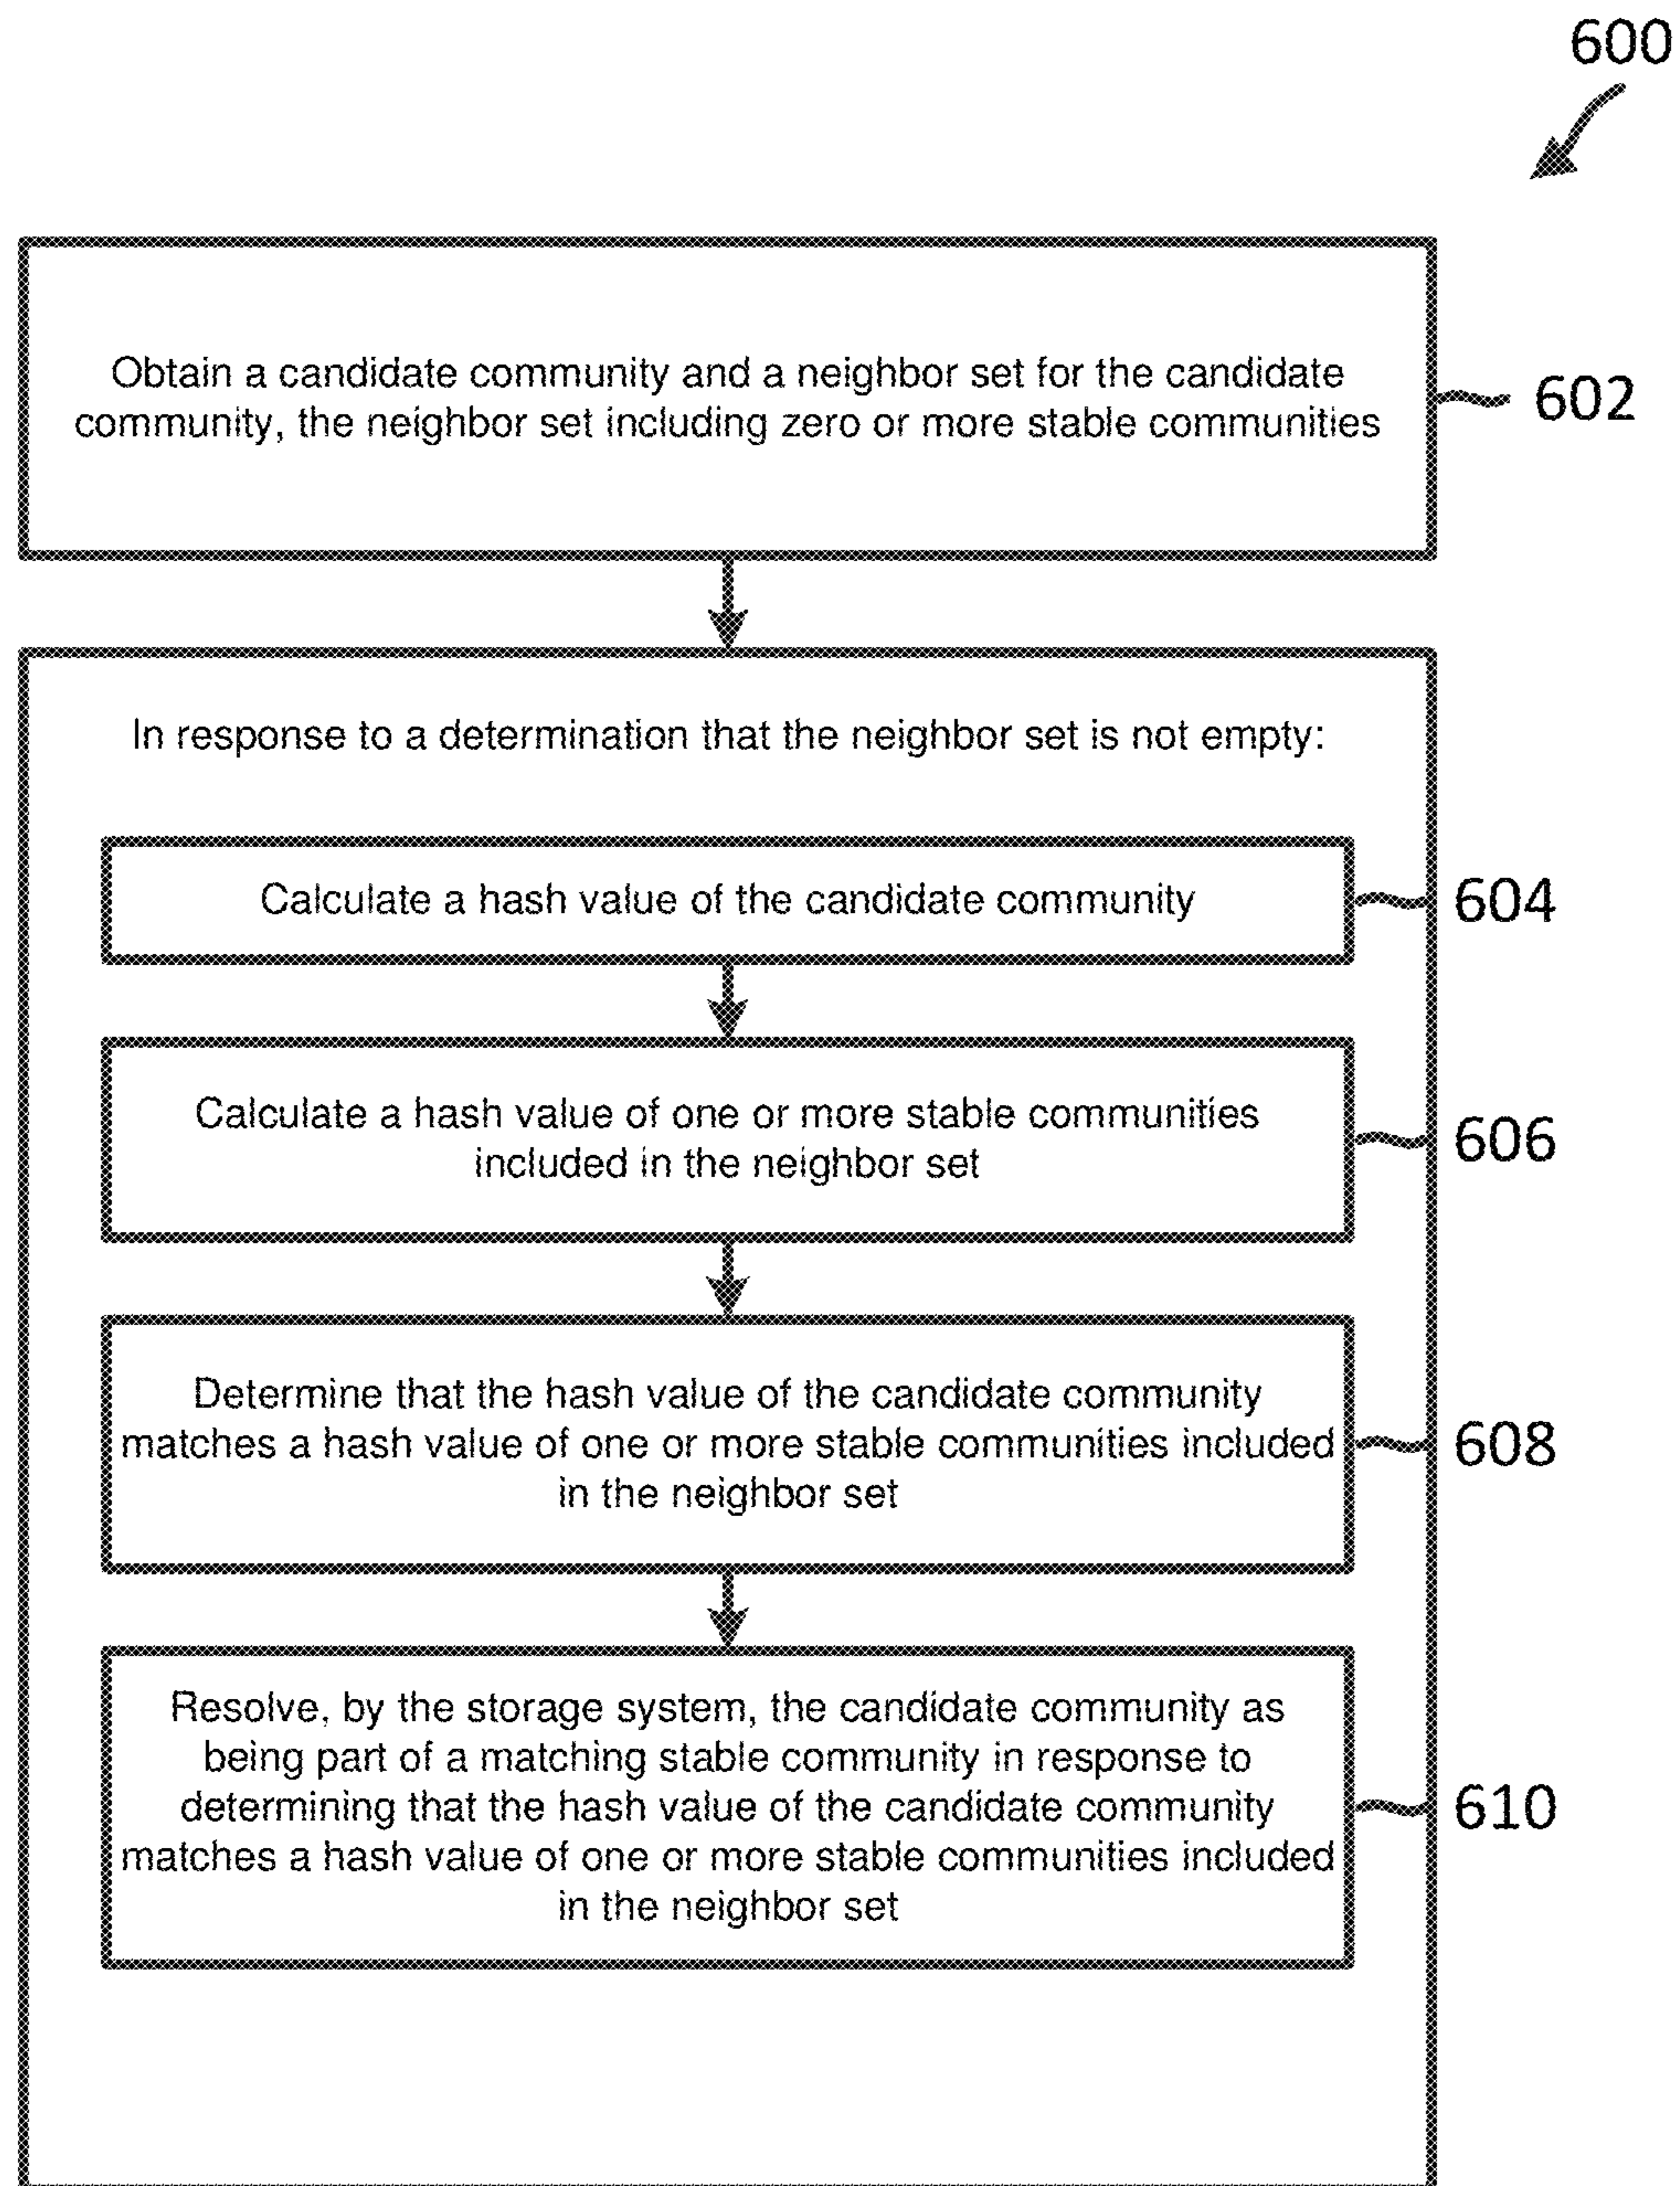 600
Obtain a candidate community and a neighbor set for the candidate
community, the neighbor set including zero or more stable communities
602
In response to a determination that the neighbor set is not empty:
Calculate a hash value of the candidate community
604
Calculate a hash value of one or more stable communities
included in the neighbor set
606
Determine that the hash value of the candidate community
matches a hash value of one or more stable communities included
in the neighbor set
608
Resolve, by the storage system, the candidate community as
being part of a matching stable community in response to
determining that the hash value of the candidate community
matches a hash value of one or more stable communities included
in the neighbor set
610